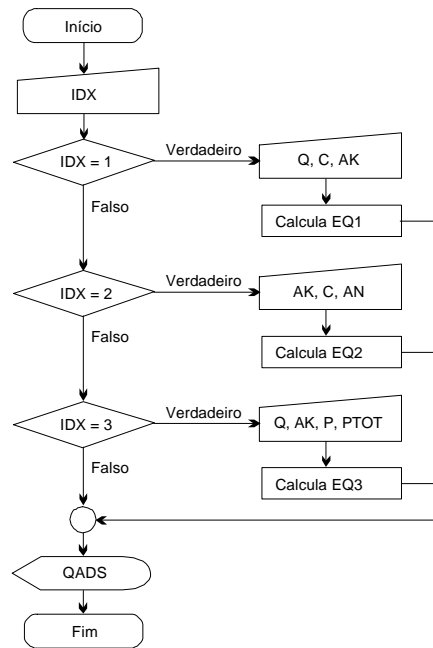 Início
IDX
IDX = 1
Verdadeiro
Q, C, AK
Calcula EQ1
Falso
IDX = 2
Verdadeiro
AK, C, AN
Calcula EQ2
Falso
IDX = 3
Verdadeiro
Q, AK, P, PTOT
Calcula EQ3
Falso
QADS
Fim